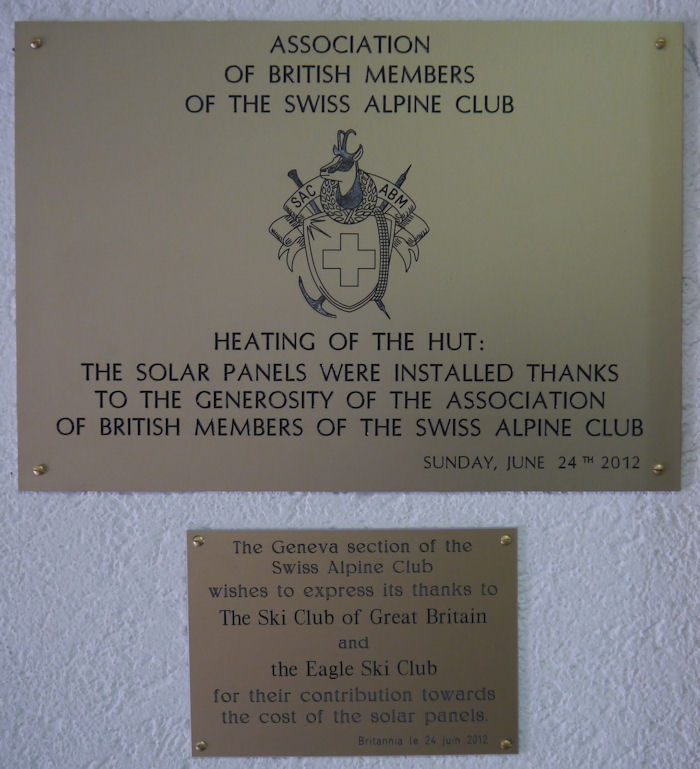 ASSOCIATION
OF BRITISH MEMBERS
OF THE SWISS ALPINE CLUB
SAC ABM
HEATING OF THE HUT:
THE SOLAR PANELS WERE INSTALLED THANKS
TO THE GENEROSITY OF THE ASSOCIATION
OF BRITISH MEMBERS OF THE SWISS ALPINE CLUB
SUNDAY, JUNE 24TH 2012
The Geneva section of the
Swiss Alpine Club
wishes to express its thanks to
The Ski Club of Great Britain
and
the Eagle Ski Club
for their contribution towards
the cost of the solar panels.
Britannia le 24 juin 2012